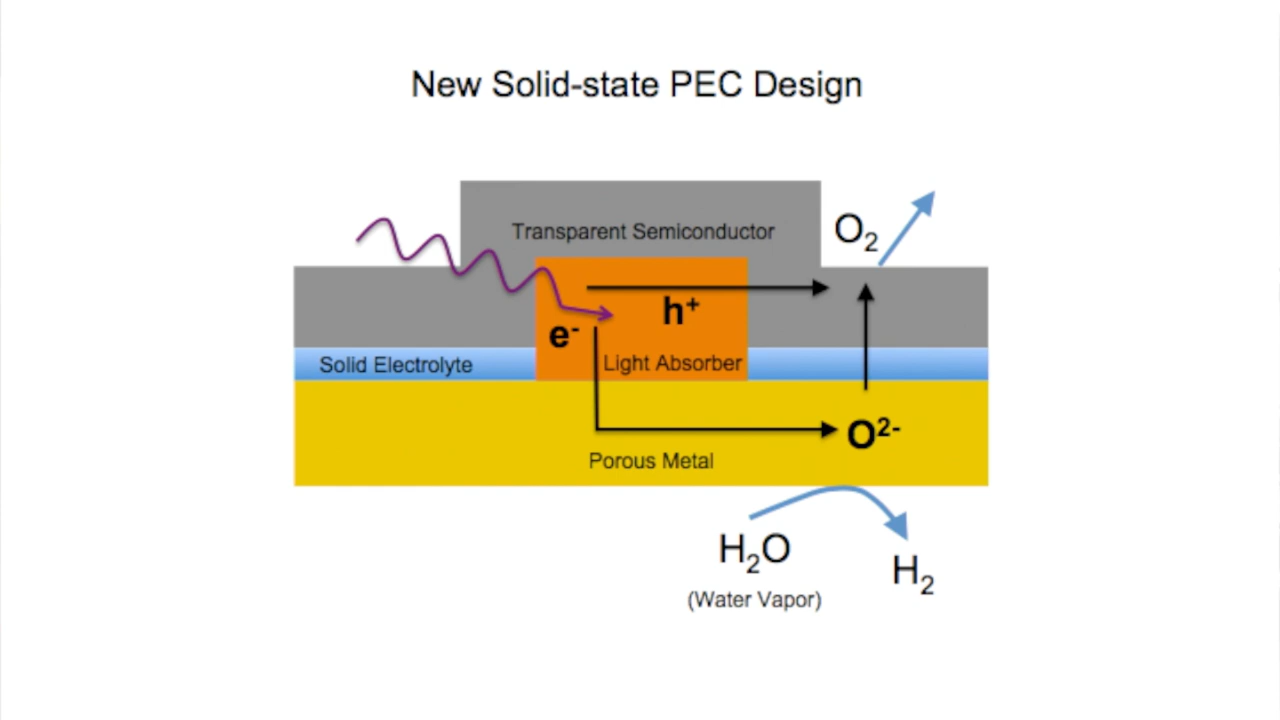 New Solid-state PEC Design
Transparent Semiconductor
O₂
h⁺
e⁻
Solid Electrolyte
Light Absorber
O²⁻
Porous Metal
H₂O
H₂
(Water Vapor)